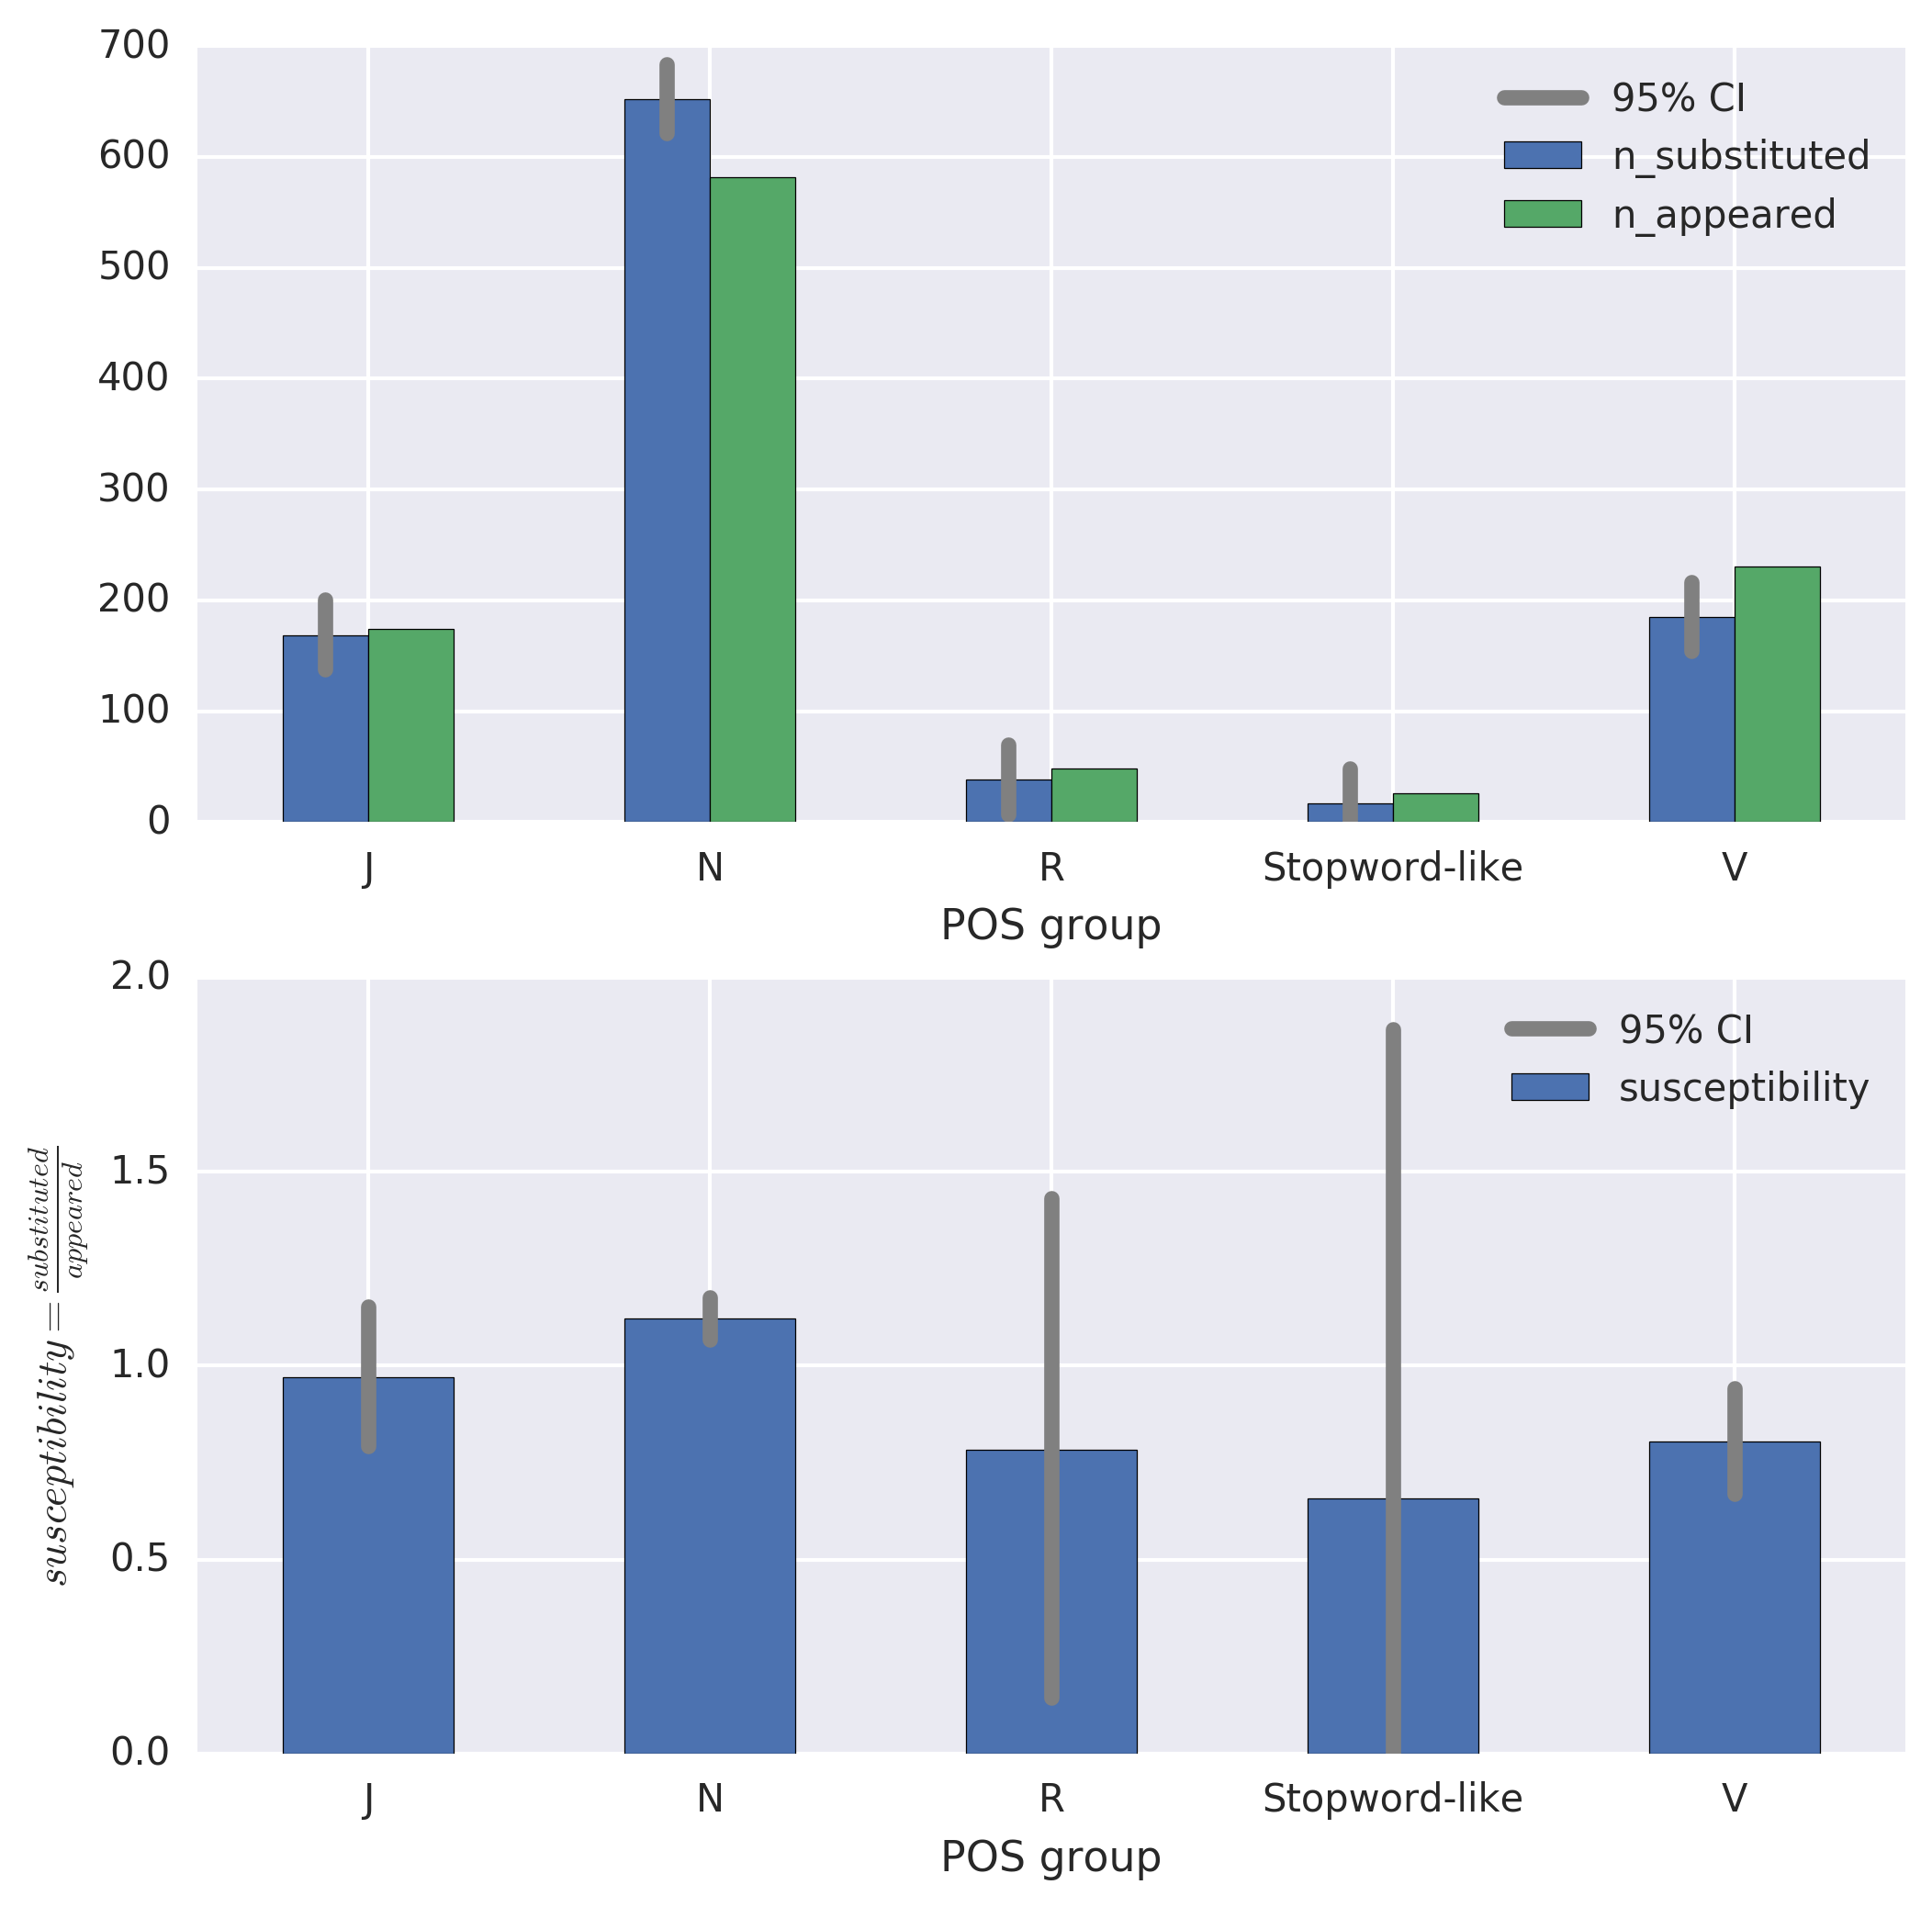 700
600
500
400
300
200
100
0
95% CI
n_substituted
n_appeared
J N R Stopword-like V
POS group
2.0
1.5
1.0
0.5
0.0
susceptibility = substituted / appeared
95% CI
susceptibility
J N R Stopword-like V
POS group